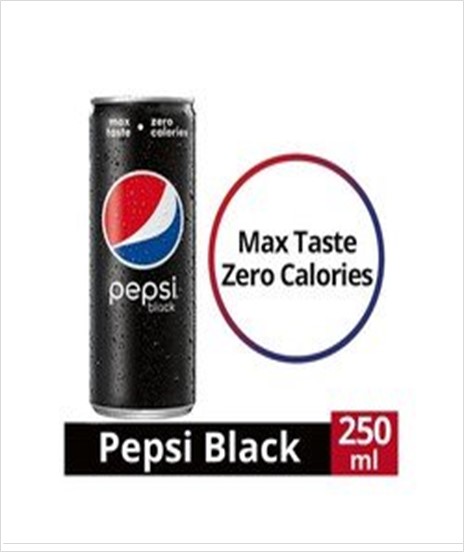 max taste • zero calories
pepsi
black
Max Taste
Zero Calories
Pepsi Black
250
ml